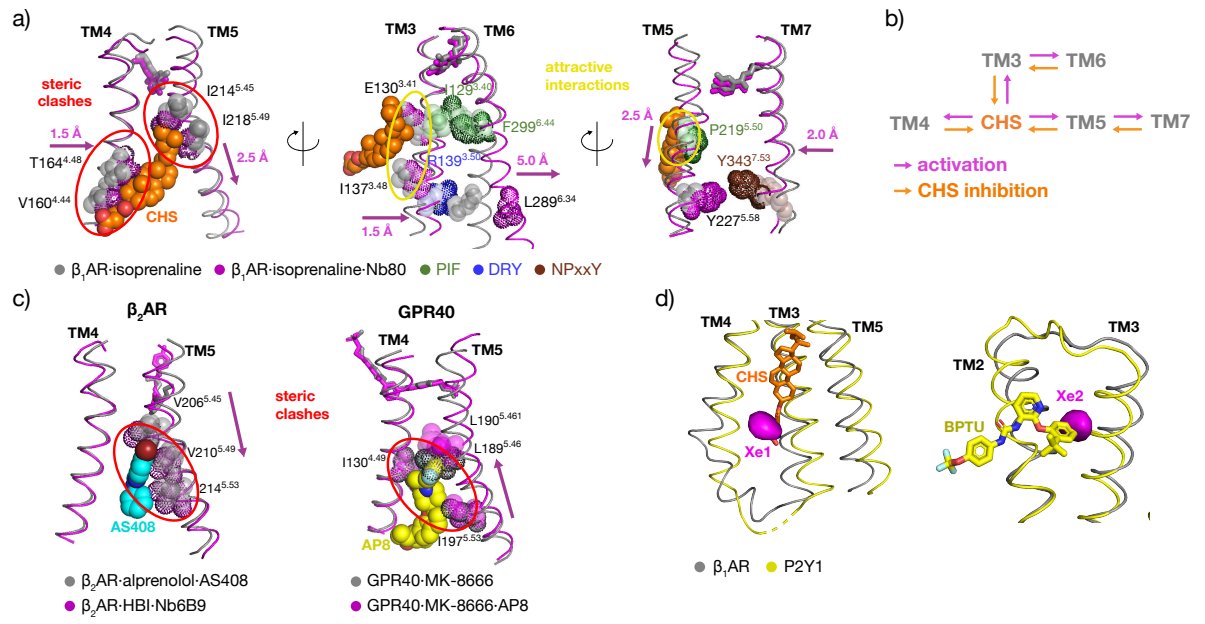 a)
TM4
TM5
steric
clashes
I214^5.45
I218^5.49
1.5 Å
2.5 Å
T164^4.48
V160^4.44
CHS
TM3
TM6
E130^3.41
I129^3.40
F299^6.44
R139^3.50
5.0 Å
I137^3.48
L289^6.34
1.5 Å
attractive
interactions
TM5
TM7
2.5 Å
P219^5.50
2.0 Å
Y343^7.53
Y227^5.58
β₁AR·isoprenaline
β₁AR·isoprenaline·Nb80
PIF
DRY
NPxxY
b)
TM3
TM6
TM4
CHS
TM5
TM7
activation
CHS inhibition
c)
β₂AR
TM4
TM5
V206^5.45
V210^5.49
214^5.53
AS408
β₂AR·alprenolol·AS408
β₂AR·HBI·Nb6B9
steric
clashes
GPR40
TM4
TM5
L190^5.461
L189^5.46
I130^4.49
AP8
I197^5.53
GPR40·MK-8666
GPR40·MK-8666·AP8
d)
TM4
TM3
TM5
CHS
Xe1
TM3
TM2
Xe2
BPTU
β₁AR
P2Y1